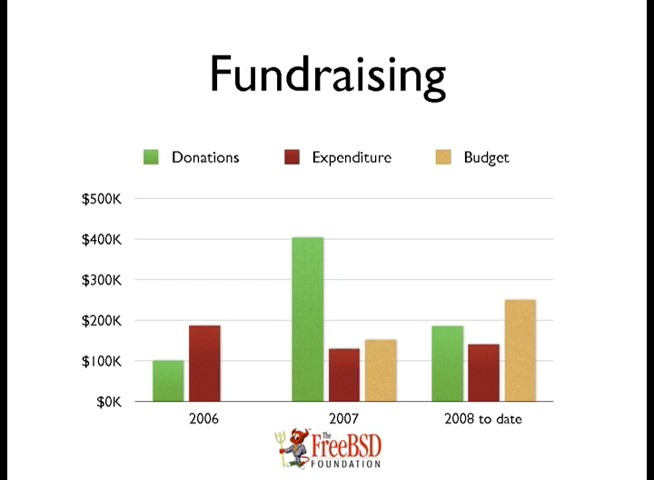 Fundraising
Donations Expenditure Budget
$500K
$400K
$300K
$200K
$100K
$0K
2006 2007 2008 to date
The
FreeBSD
FOUNDATION